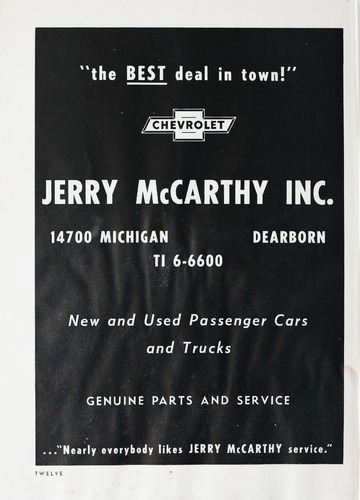 "the BEST deal in town!"
CHEVROLET
JERRY McCARTHY INC.
14700 MICHIGAN DEARBORN
TI 6-6600
New and Used Passenger Cars
and Trucks
GENUINE PARTS AND SERVICE
..."Nearly everybody likes JERRY McCARTHY service."
TWELVE